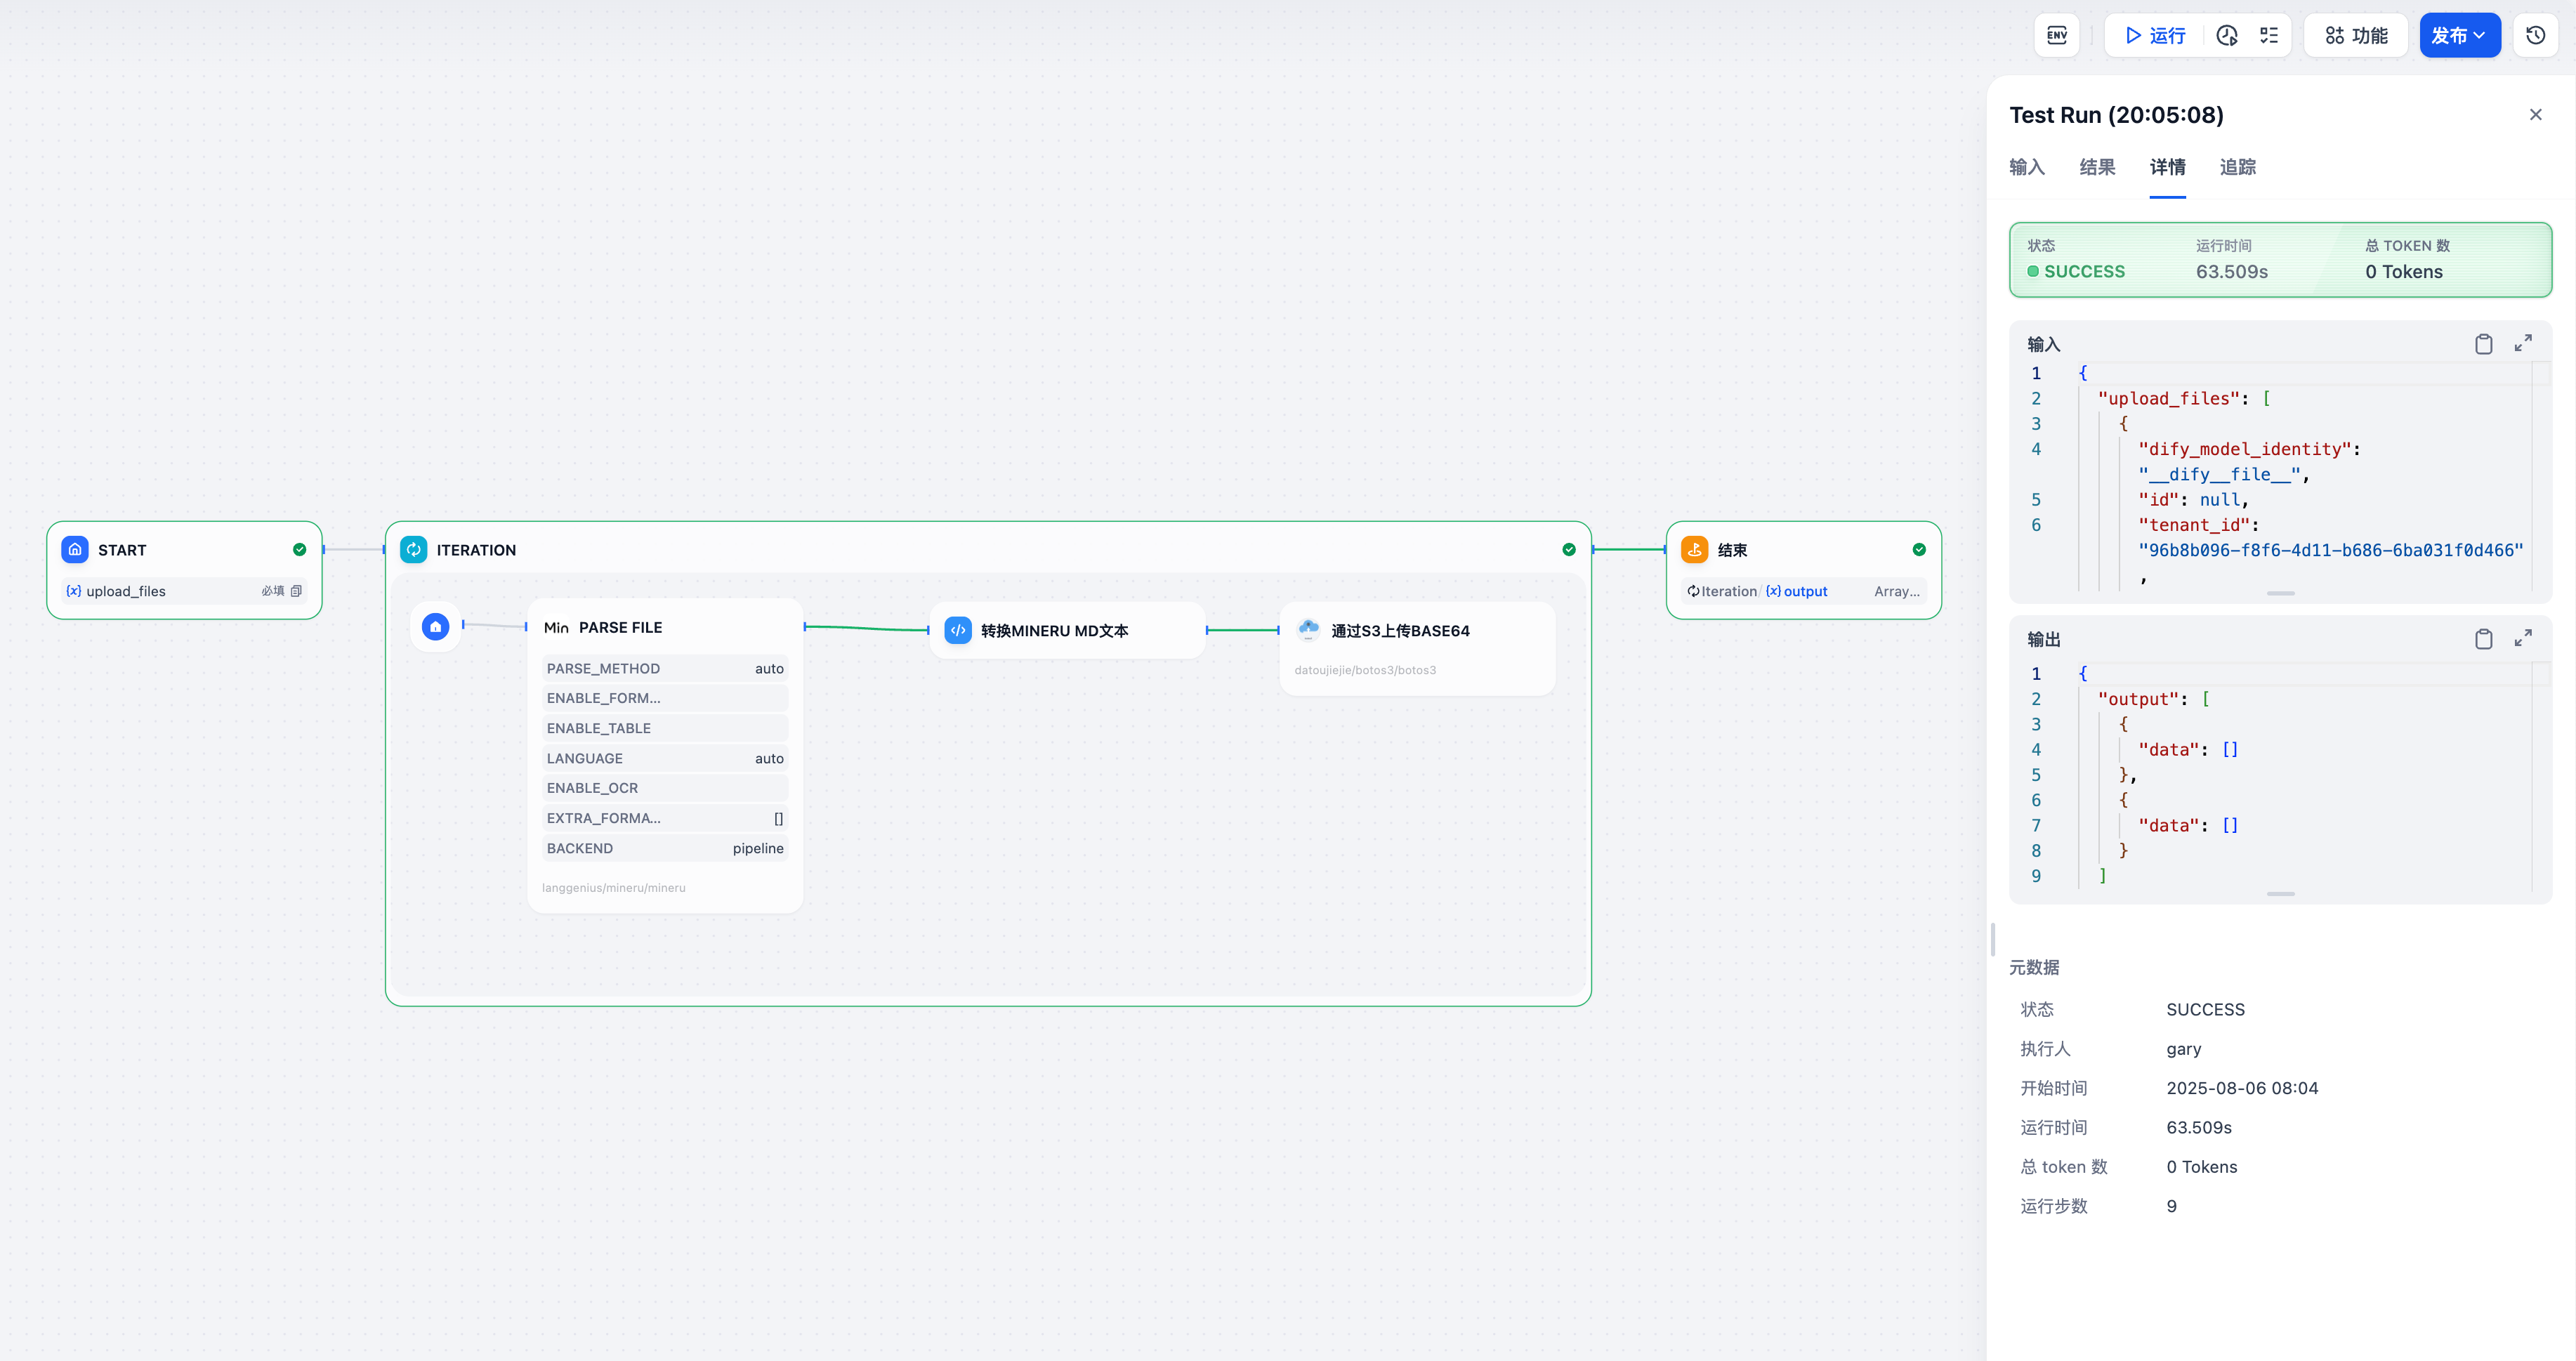 ENV
运行
功能
发布
Test Run (20:05:08)
输入 结果 详情 追踪
状态 运行时间 总 TOKEN 数
SUCCESS 63.509s 0 Tokens
输入
1 {
2 "upload_files": [
3 {
4 "dify_model_identity":
"__dify__file__",
5 "id": null,
6 "tenant_id":
"96b8b096-f8f6-4d11-b686-6ba031f0d466"
,
输出
1 {
2 "output": [
3 {
4 "data": []
5 },
6 {
7 "data": []
8 }
9 ]
元数据
状态 SUCCESS
执行人 gary
开始时间 2025-08-06 08:04
运行时间 63.509s
总 token 数 0 Tokens
运行步数 9
START
{x} upload_files 必填
ITERATION
Min PARSE FILE
PARSE_METHOD auto
ENABLE_FORM...
ENABLE_TABLE
LANGUAGE auto
ENABLE_OCR
EXTRA_FORMA... []
BACKEND pipeline
langgenius/mineru/mineru
转换MINERU MD文本
通过S3上传BASE64
datoujiejie/botos3/botos3
结束
Iteration/ {x} output Array...